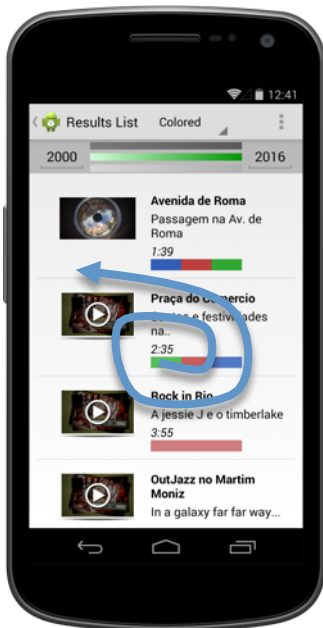 12:41
Results List Colored
2000 2016
Avenida de Roma
Passagem na Av. de
Roma
1:39
Praça do Comercio
e festividades
na..
2:35
Rock in Rio
A jessie J e o timberlake
3:55
OutJazz no Martim
Moniz
In a galaxy far far way...